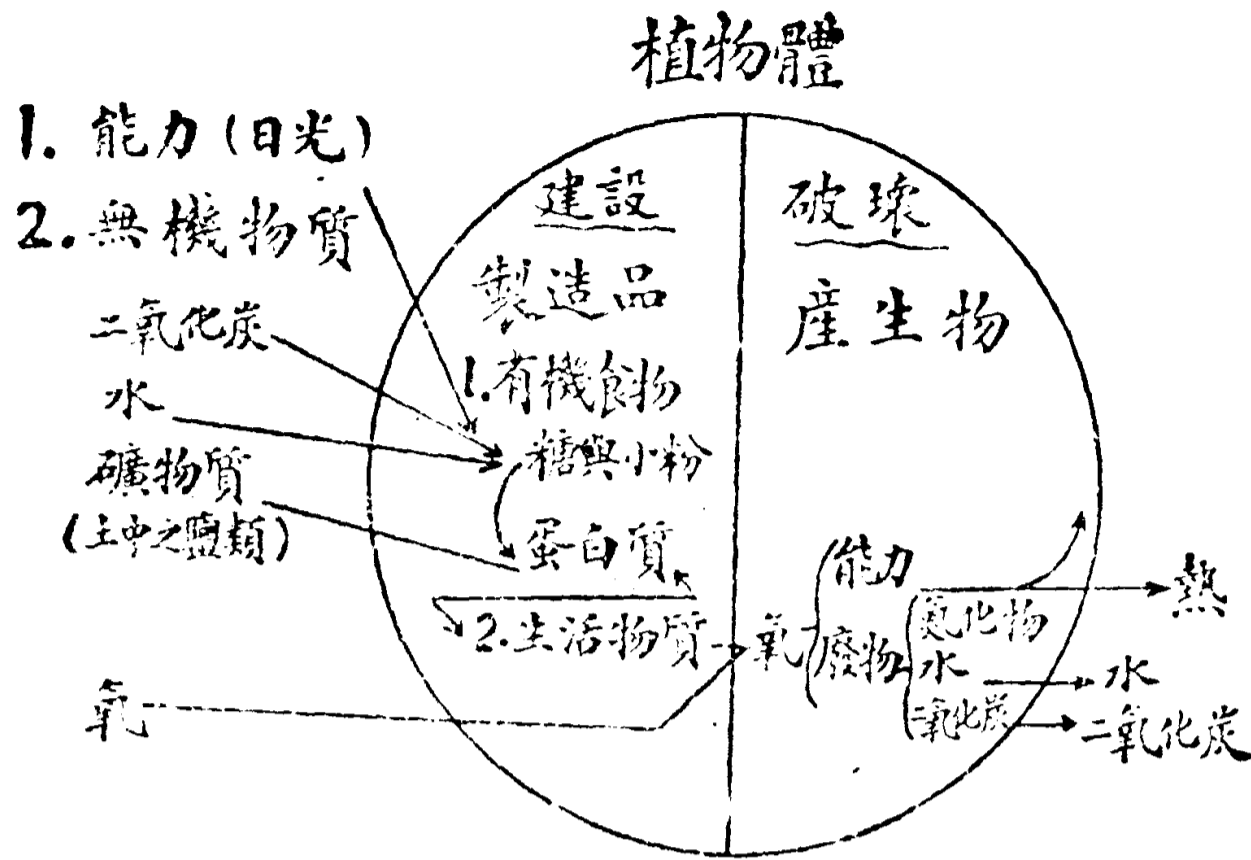 植物體
1. 能力(日光)
2. 無機物質
二氧化炭
水
礦物質
(土中之鹽類)
氧
建設
製造品
1.有機食物
糖與小粉
蛋白質
2.生活物質
破壞
產生物
氧
能力
廢物
氮化物
水
二氧化炭
熱
水
二氧化炭